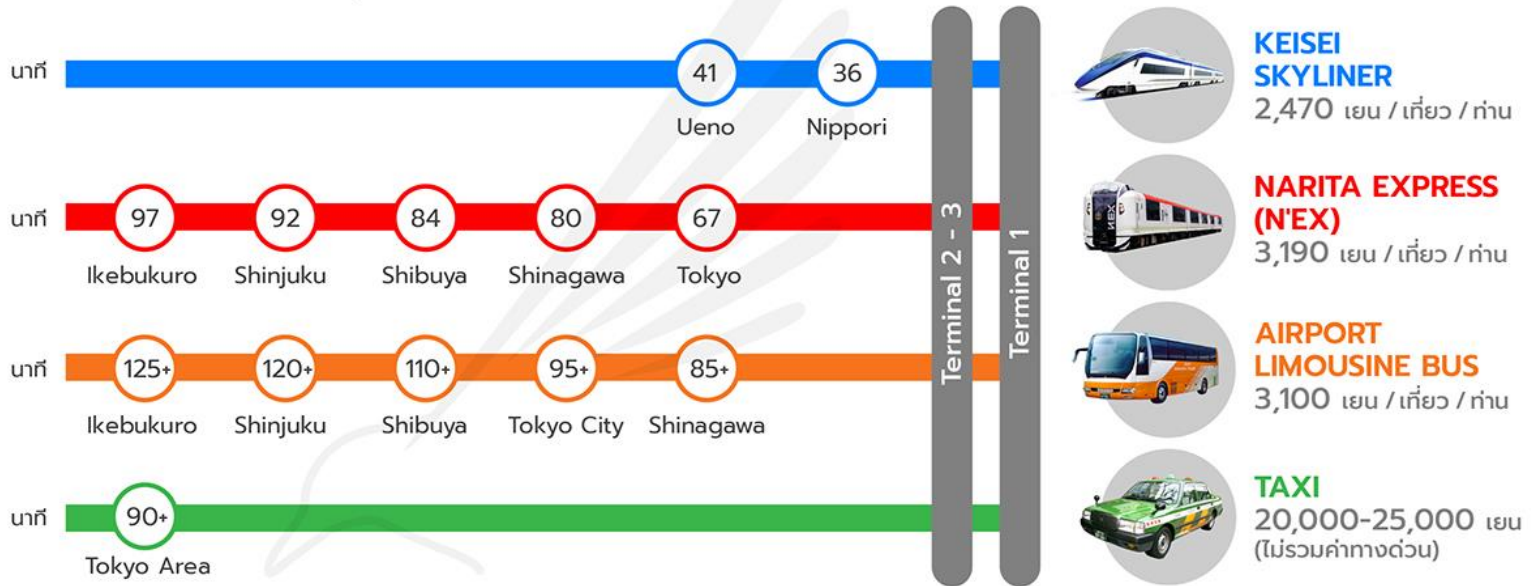 นาที
41
36
Ueno
Nippori
KEISEI
SKYLINER
2,470 เยน / เที่ยว / ท่าน
นาที
97
92
84
80
67
Ikebukuro
Shinjuku
Shibuya
Shinagawa
Tokyo
NARITA EXPRESS
(N'EX)
3,190 เยน / เที่ยว / ท่าน
Terminal 2 - 3
Terminal 1
นาที
125+
120+
110+
95+
85+
Ikebukuro
Shinjuku
Shibuya
Tokyo City
Shinagawa
AIRPORT
LIMOUSINE BUS
3,100 เยน / เที่ยว / ท่าน
นาที
90+
Tokyo Area
TAXI
20,000-25,000 เยน
(ไม่รวมค่าทางด่วน)